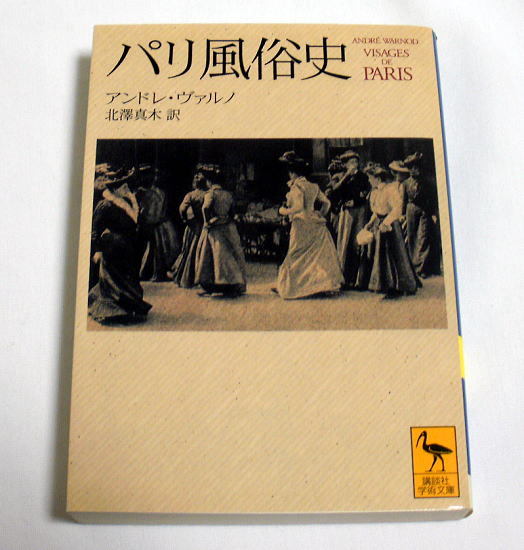 パリ風俗史
ANDRÉ WARNOD
VISAGES
DE
PARIS
アンドレ・ヴァルノ
北澤真木 訳
講談社
学術文庫